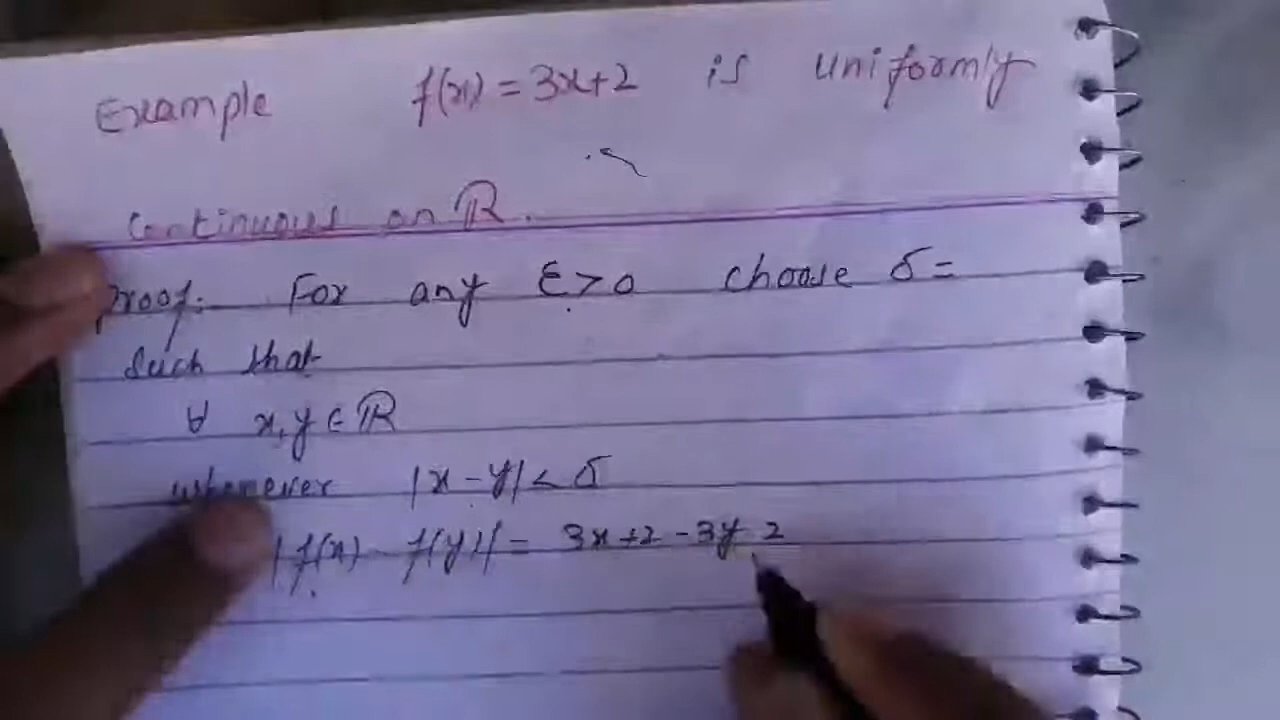 Example f(x) = 3x+2 is uniformly
Continuous on ℝ.
proof. For any ε>0 choose δ=
such that
∀ x,y ∈ ℝ
whenever |x-y|<δ
|f(x) - f(y)| = 3x+2-3y-2